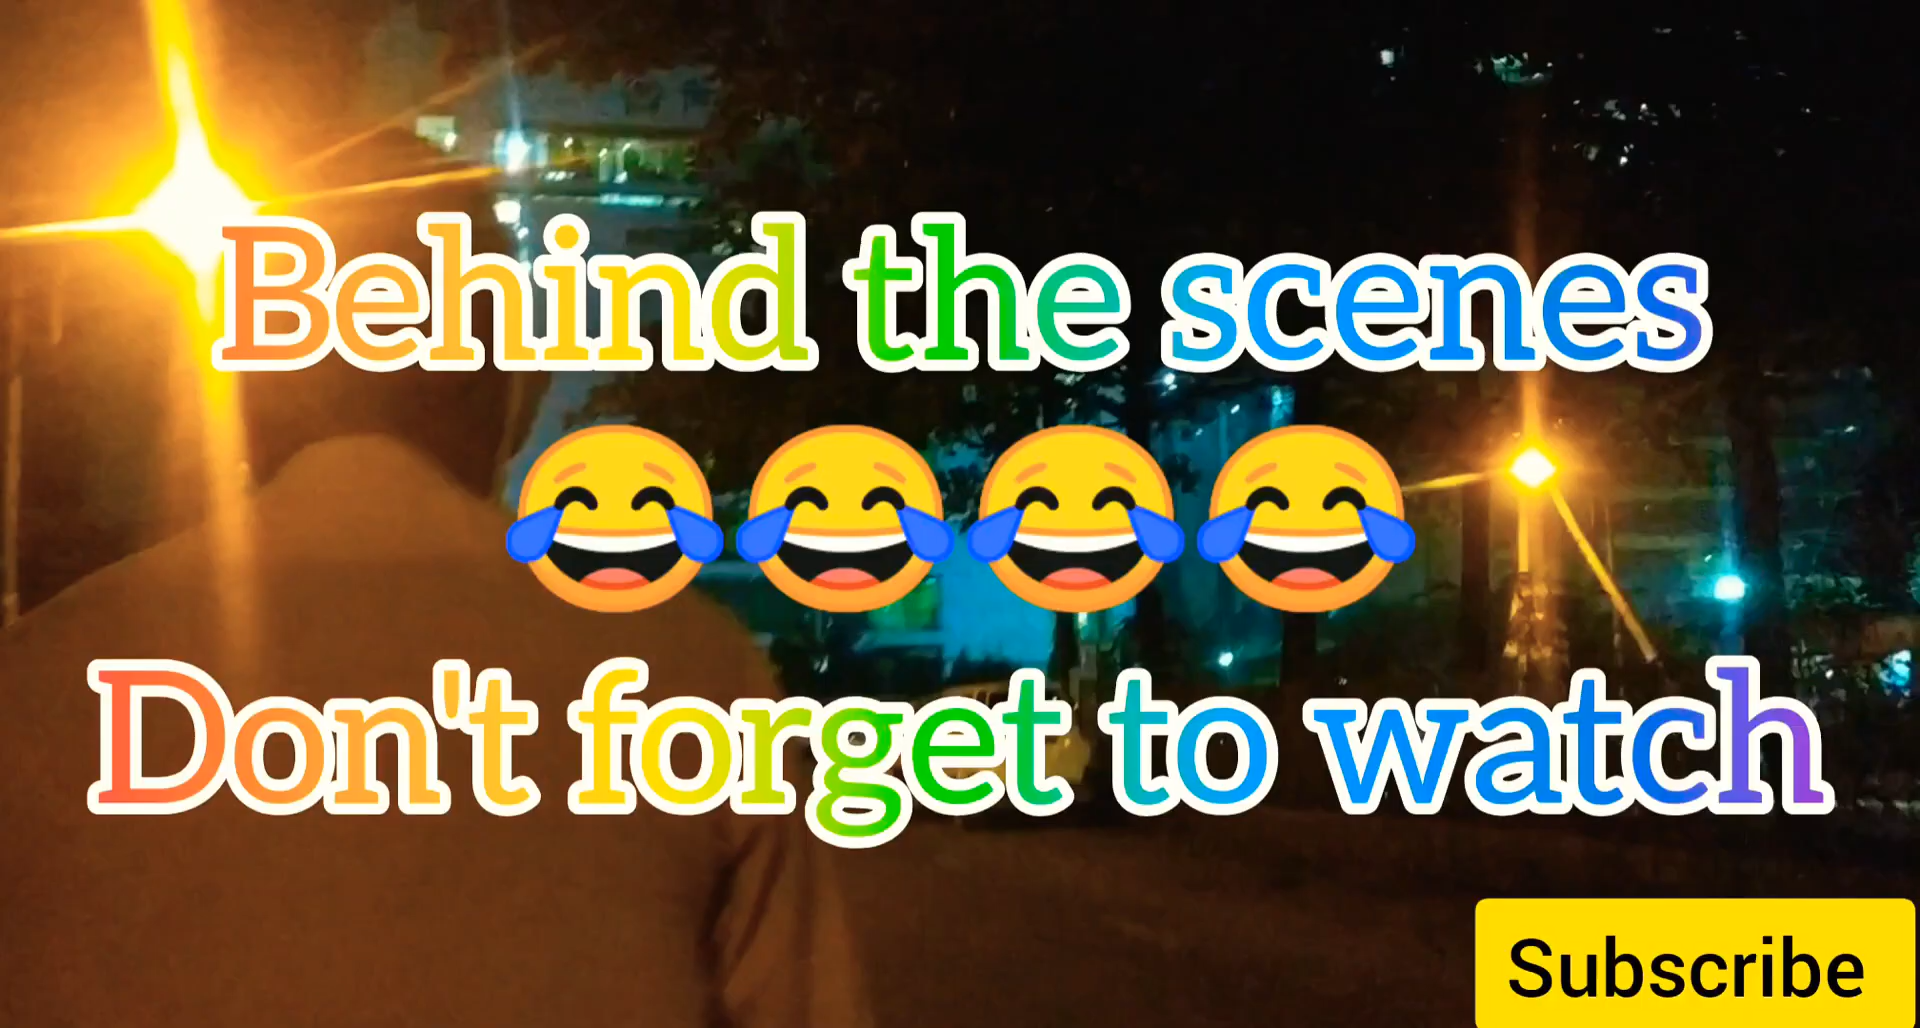 Behind the scenes
😂😂😂😂
Don't forget to watch
Subscribe